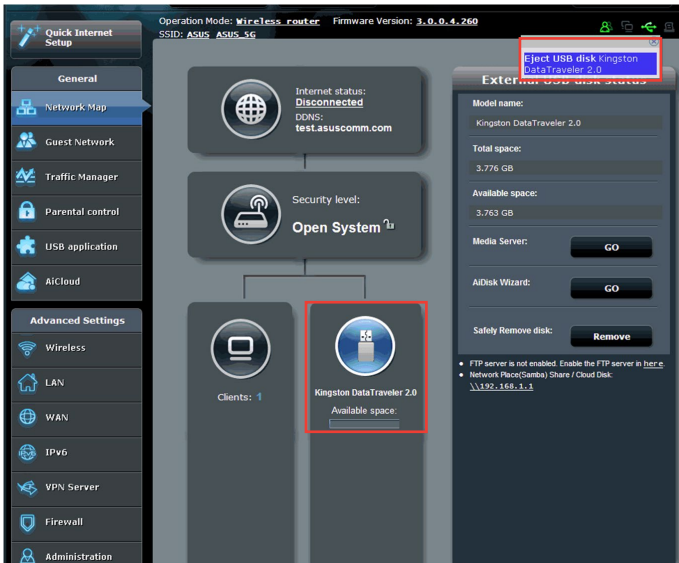 Quick Internet
Setup
General
Network Map
Guest Network
Traffic Manager
Parental control
USB application
AiCloud
Advanced Settings
Wireless
LAN
WAN
IPv6
VPN Server
Firewall
Administration
Operation Mode: Wireless router Firmware Version: 3.0.0.4.260
SSID: ASUS ASUS_5G
Internet status:
Disconnected
DDNS:
test.asuscomm.com
Security level:
Open System
Clients: 1
Kingston DataTraveler 2.0
Available space:
Eject USB disk Kingston
DataTraveler 2.0
External USB disk status
Model name:
Kingston DataTraveler 2.0
Total space:
3.776 GB
Available space:
3.763 GB
Media Server: GO
AiDisk Wizard: GO
Safely Remove disk: Remove
• FTP server is not enabled. Enable the FTP server in here.
• Network Place(Samba) Share / Cloud Disk:
\\192.168.1.1